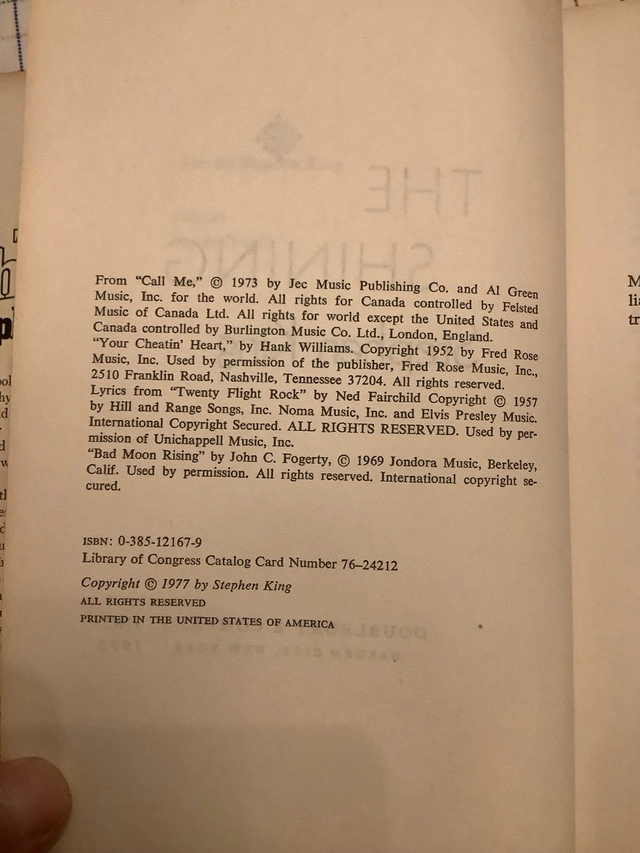 THE
SHINING
From “Call Me,” © 1973 by Jec Music Publishing Co. and Al Green
Music, Inc. for the world. All rights for Canada controlled by Felsted
Music of Canada Ltd. All rights for world except the United States and
Canada controlled by Burlington Music Co. Ltd., London, England.
“Your Cheatin’ Heart,” by Hank Williams. Copyright 1952 by Fred Rose
Music, Inc. Used by permission of the publisher, Fred Rose Music, Inc.,
2510 Franklin Road, Nashville, Tennessee 37204. All rights reserved.
Lyrics from “Twenty Flight Rock” by Ned Fairchild Copyright © 1957
by Hill and Range Songs, Inc. Noma Music, Inc. and Elvis Presley Music.
International Copyright Secured. ALL RIGHTS RESERVED. Used by per-
mission of Unichappell Music, Inc.
“Bad Moon Rising” by John C. Fogerty, © 1969 Jondora Music, Berkeley,
Calif. Used by permission. All rights reserved. International copyright se-
cured.
ISBN: 0-385-12167-9
Library of Congress Catalog Card Number 76–24212
Copyright © 1977 by Stephen King
ALL RIGHTS RESERVED
PRINTED IN THE UNITED STATES OF AMERICA